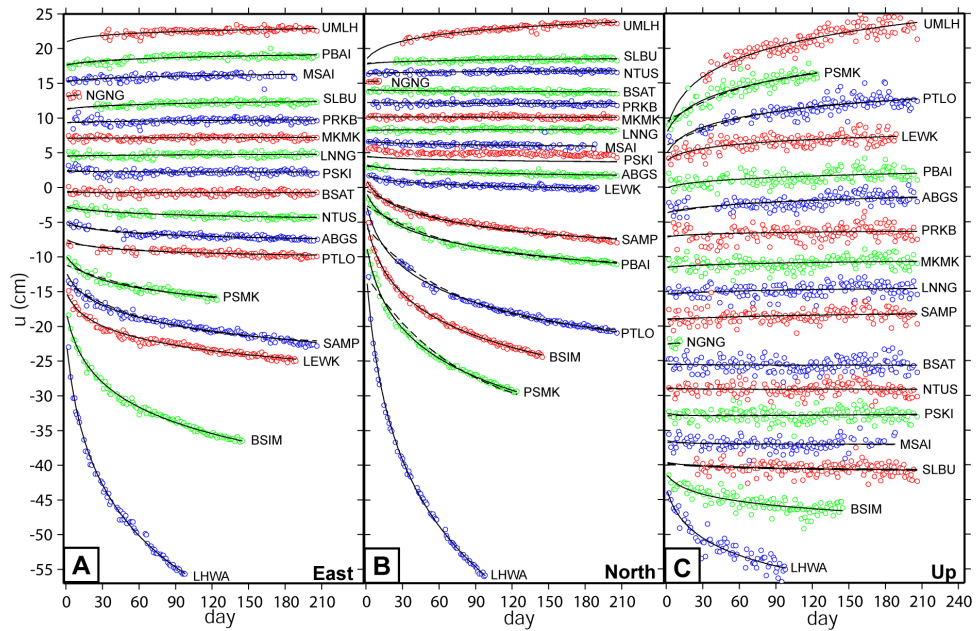 u (cm)
25
20
15
10
5
0
-5
-10
-15
-20
-25
-30
-35
-40
-45
-50
-55
UMLH
PBAI
MSAI
NGNG
SLBU
PRKB
MKMK
LNNG
PSKI
BSAT
NTUS
ABGS
PTLO
PSMK
SAMP
LEWK
BSIM
LHWA
A
East
0 30 60 90 120 150 180 210
day
UMLH
SLBU
NTUS
NGNG
BSAT
PRKB
MKMK
LNNG
MSAI
PSKI
ABGS
LEWK
SAMP
PBAI
PTLO
BSIM
PSMK
LHWA
B
North
0 30 60 90 120 150 180 210
day
UMLH
PSMK
PTLO
LEWK
PBAI
ABGS
PRKB
MKMK
LNNG
SAMP
NGNG
BSAT
NTUS
PSKI
MSAI
SLBU
BSIM
LHWA
C
Up
0 30 60 90 120 150 180 210 240
day